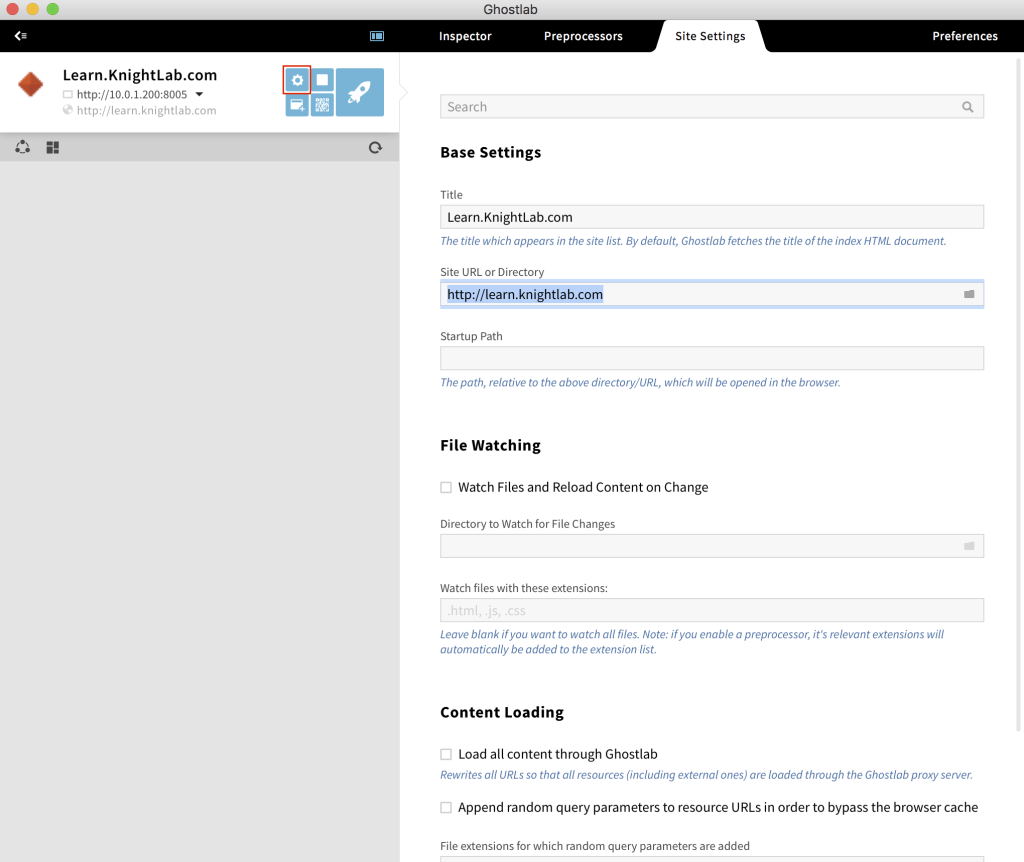 Ghostlab
Inspector
Preprocessors
Site Settings
Preferences
Learn.KnightLab.com
http://10.0.1.200:8005
http://learn.knightlab.com
Search
Base Settings
Title
Learn.KnightLab.com
The title which appears in the site list. By default, Ghostlab fetches the title of the index HTML document.
Site URL or Directory
http://learn.knightlab.com
Startup Path
The path, relative to the above directory/URL, which will be opened in the browser.
File Watching
Watch Files and Reload Content on Change
Directory to Watch for File Changes
Watch files with these extensions:
.html, .js, .css
Leave blank if you want to watch all files. Note: if you enable a preprocessor, it's relevant extensions will
automatically be added to the extension list.
Content Loading
Load all content through Ghostlab
Rewrites all URLs so that all resources (including external ones) are loaded through the Ghostlab proxy server.
Append random query parameters to resource URLs in order to bypass the browser cache
File extensions for which random query parameters are added